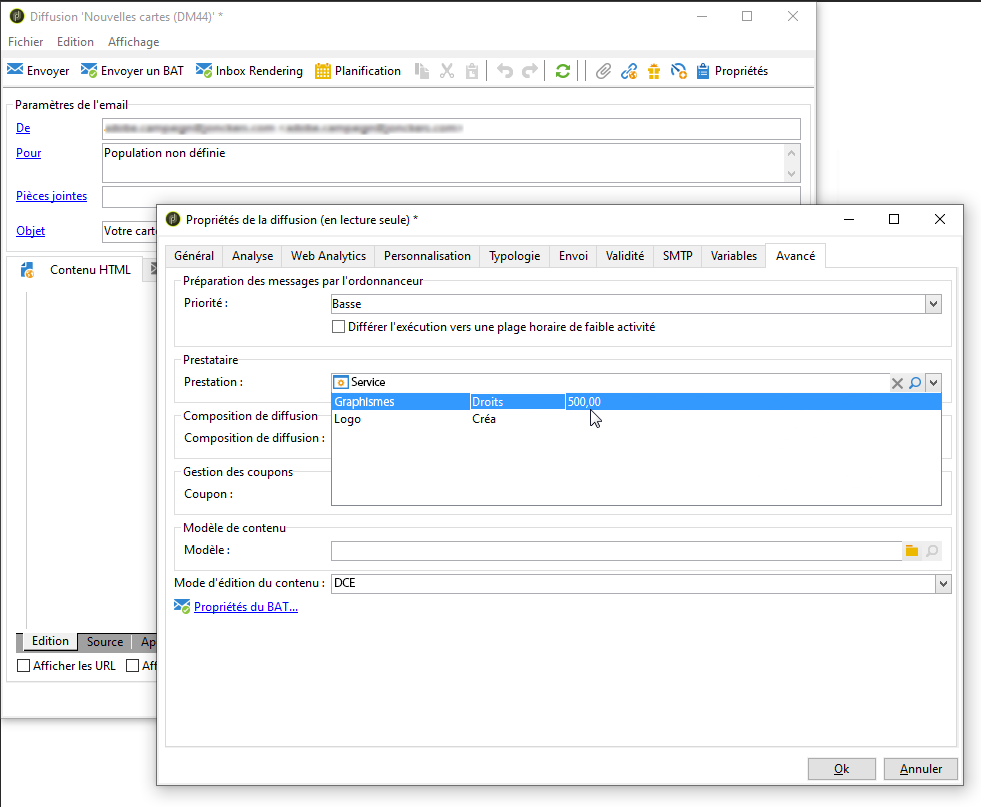 Diffusion 'Nouvelles cartes (DM44)' *
Fichier Edition Affichage
Envoyer Envoyer un BAT Inbox Rendering Planification Propriétés
Paramètres de l'email
De
Pour Population non définie
Pièces jointes
Objet Votre carte
Contenu HTML
Propriétés de la diffusion (en lecture seule) *
Général Analyse Web Analytics Personnalisation Typologie Envoi Validité SMTP Variables Avancé
Préparation des messages par l'ordonnanceur
Priorité : Basse
Différer l'exécution vers une plage horaire de faible activité
Prestataire
Prestation : Service
Graphismes Droits 500,00
Logo Créa
Composition de diffusion
Composition de diffusion :
Gestion des coupons
Coupon :
Modèle de contenu
Modèle :
Mode d'édition du contenu : DCE
Propriétés du BAT...
Edition Source Ap
Afficher les URL Aff
Ok Annuler